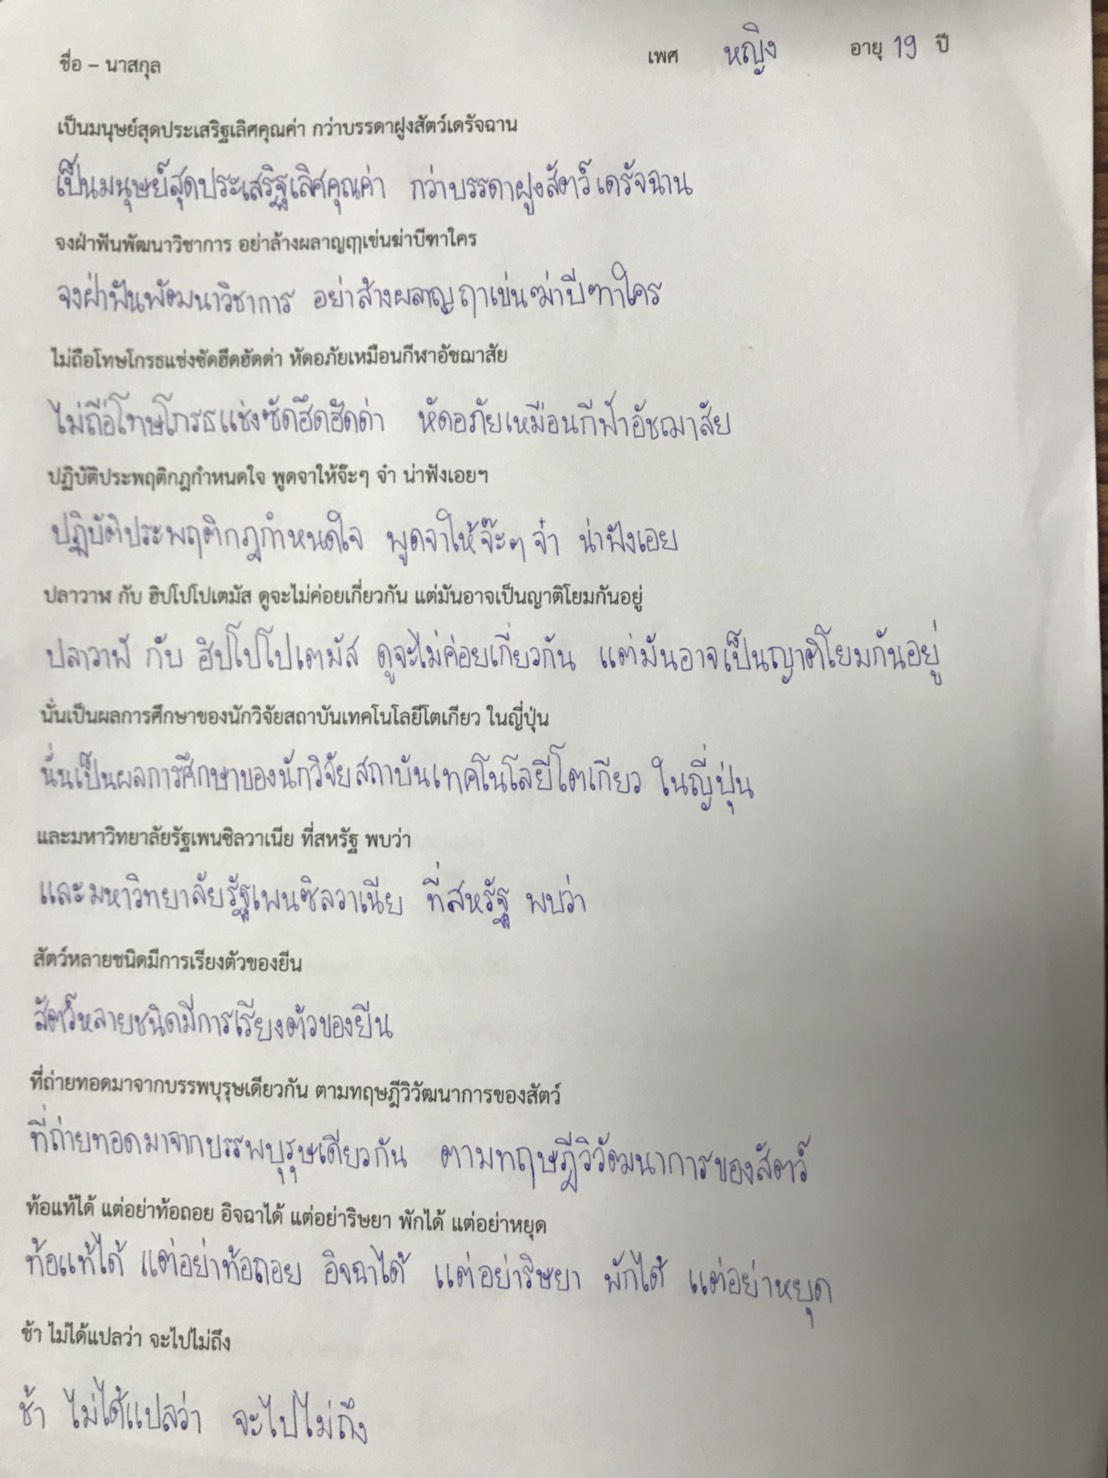 ชื่อ – นาสกุล เพศ หญิง อายุ 19 ปี
เป็นมนุษย์สุดประเสริฐเลิศคุณค่า กว่าบรรดาฝูงสัตว์เดรัจฉาน
เป็นมนุษย์สุดประเสริฐเลิศคุณค่า กว่าบรรดาฝูงสัตว์เดรัจฉาน
จงฝ่าฟันพัฒนาวิชาการ อย่าล้างผลาญฤๅเข่นฆ่าบีฑาใคร
จงฝ่าฟันพัฒนาวิชาการ อย่าล้างผลาญฤาเข่นฆ่าบีฑาใคร
ไม่ถือโทษโกรธแช่งซัดฮึดฮัดด่า หัดอภัยเหมือนกีฬาอัชฌาสัย
ไม่ถือโทษโกรธแช่งซัดฮึดฮัดด่า หัดอภัยเหมือนกีฬาอัชฌาสัย
ปฏิบัติประพฤติกฎกำหนดใจ พูดจาให้จ๊ะๆ จ๋า น่าฟังเอยฯ
ปฏิบัติประพฤติกฎกำหนดใจ พูดจาให้จ๊ะๆ จ๋า น่าฟังเอย
ปลาวาฬ กับ ฮิปโปโปเตมัส ดูจะไม่ค่อยเกี่ยวกัน แต่มันอาจเป็นญาติโยมกันอยู่
ปลาวาฬ กับ ฮิปโปโปเตมัส ดูจะไม่ค่อยเกี่ยวกัน แต่มันอาจเป็นญาติโยมกันอยู่
นั่นเป็นผลการศึกษาของนักวิจัยสถาบันเทคโนโลยีโตเกียว ในญี่ปุ่น
นั่นเป็นผลการศึกษาของนักวิจัยสถาบันเทคโนโลยีโตเกียว ในญี่ปุ่น
และมหาวิทยาลัยรัฐเพนซิลวาเนีย ที่สหรัฐ พบว่า
และมหาวิทยาลัยรัฐเพนซิลวาเนีย ที่สหรัฐ พบว่า
สัตว์หลายชนิดมีการเรียงตัวของยีน
สัตว์หลายชนิดมีการเรียงตัวของยีน
ที่ถ่ายทอดมาจากบรรพบุรุษเดียวกัน ตามทฤษฎีวิวัฒนาการของสัตว์
ที่ถ่ายทอดมาจากบรรพบุรุษเดียวกัน ตามทฤษฎีวิวัฒนาการของสัตว์
ท้อแท้ได้ แต่อย่าท้อถอย อิจฉาได้ แต่อย่าริษยา พักได้ แต่อย่าหยุด
ท้อแท้ได้ แต่อย่าท้อถอย อิจฉาได้ แต่อย่าริษยา พักได้ แต่อย่าหยุด
ช้า ไม่ได้แปลว่า จะไปไม่ถึง
ช้า ไม่ได้แปลว่า จะไปไม่ถึง